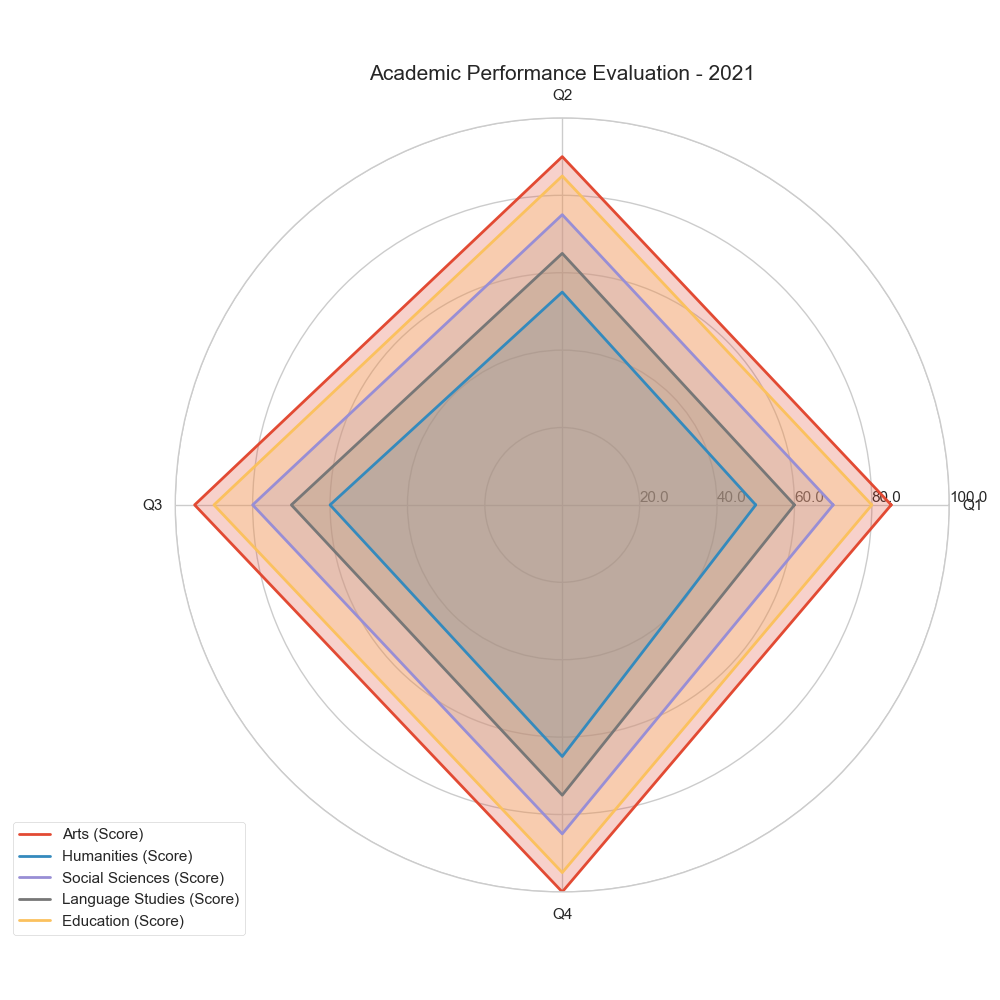 Academic Performance Evaluation - 2021
Q2
Q3
20.0
40.0
60.0
80.0
100.0
Q1
Q4
Arts (Score)
Humanities (Score)
Social Sciences (Score)
Language Studies (Score)
Education (Score)